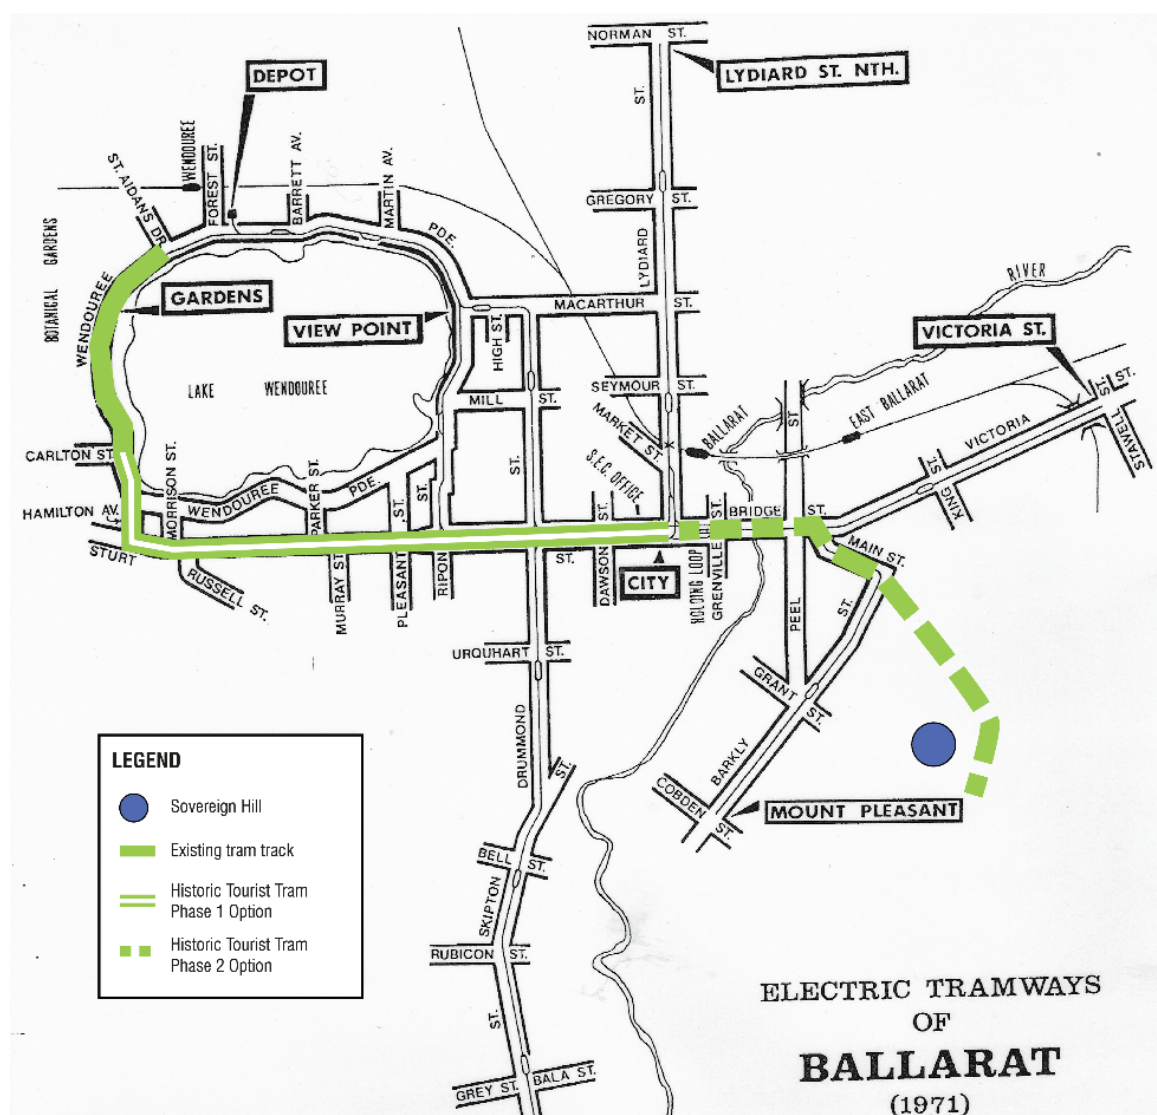 NORMAN ST.
LYDIARD ST. NTH.
DEPOT
ST.
WENDOUREE
FOREST ST.
ST. AIDANS DR.
BARRETT AV.
MARTIN AV.
PDE.
GREGORY ST.
BOTANICAL GARDENS
WENDOUREE
GARDENS
LYDIARD
RIVER
VIEW POINT
MACARTHUR ST.
HIGH ST.
VICTORIA ST.
LAKE WENDOUREE
SEYMOUR ST.
MILL ST.
MARKET ST.
BALLARAT
ST.
EAST BALLARAT
VICTORIA ST.
STAWELL ST.
CARLTON ST.
MORRISON ST.
WENDOUREE PDE.
PARKER ST.
ST.
ST.
ST.
S.E.C. OFFICE
KING ST.
HAMILTON AV.
STURT ST.
DAWSON ST.
CITY
HOLDING LOOP
GRENVILLE ST.
BRIDGE ST.
MAIN ST.
RUSSELL ST.
MURRAY ST.
PLEASANT
RIPON
PEEL
ST.
URQUHART ST.
GRANT ST.
DRUMMOND
ST.
BARKLY
COBDEN ST.
MOUNT PLEASANT
LEGEND
Sovereign Hill
Existing tram track
Historic Tourist Tram
Phase 1 Option
Historic Tourist Tram
Phase 2 Option
BELL ST.
SKIPTON
RUBICON ST.
ST.
GREY ST.
BALA ST.
ELECTRIC TRAMWAYS
OF
BALLARAT
(1971)